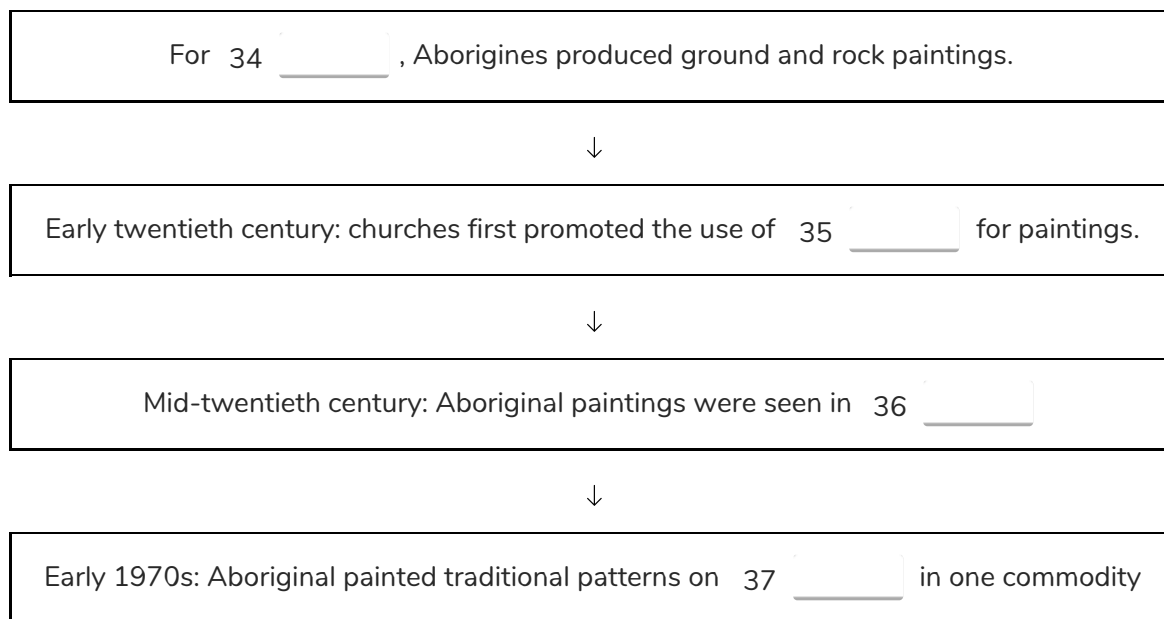 For 34 , Aborigines produced ground and rock paintings.
↓
Early twentieth century: churches first promoted the use of 35 for paintings.
↓
Mid-twentieth century: Aboriginal paintings were seen in 36
↓
Early 1970s: Aboriginal painted traditional patterns on 37 in one commodity